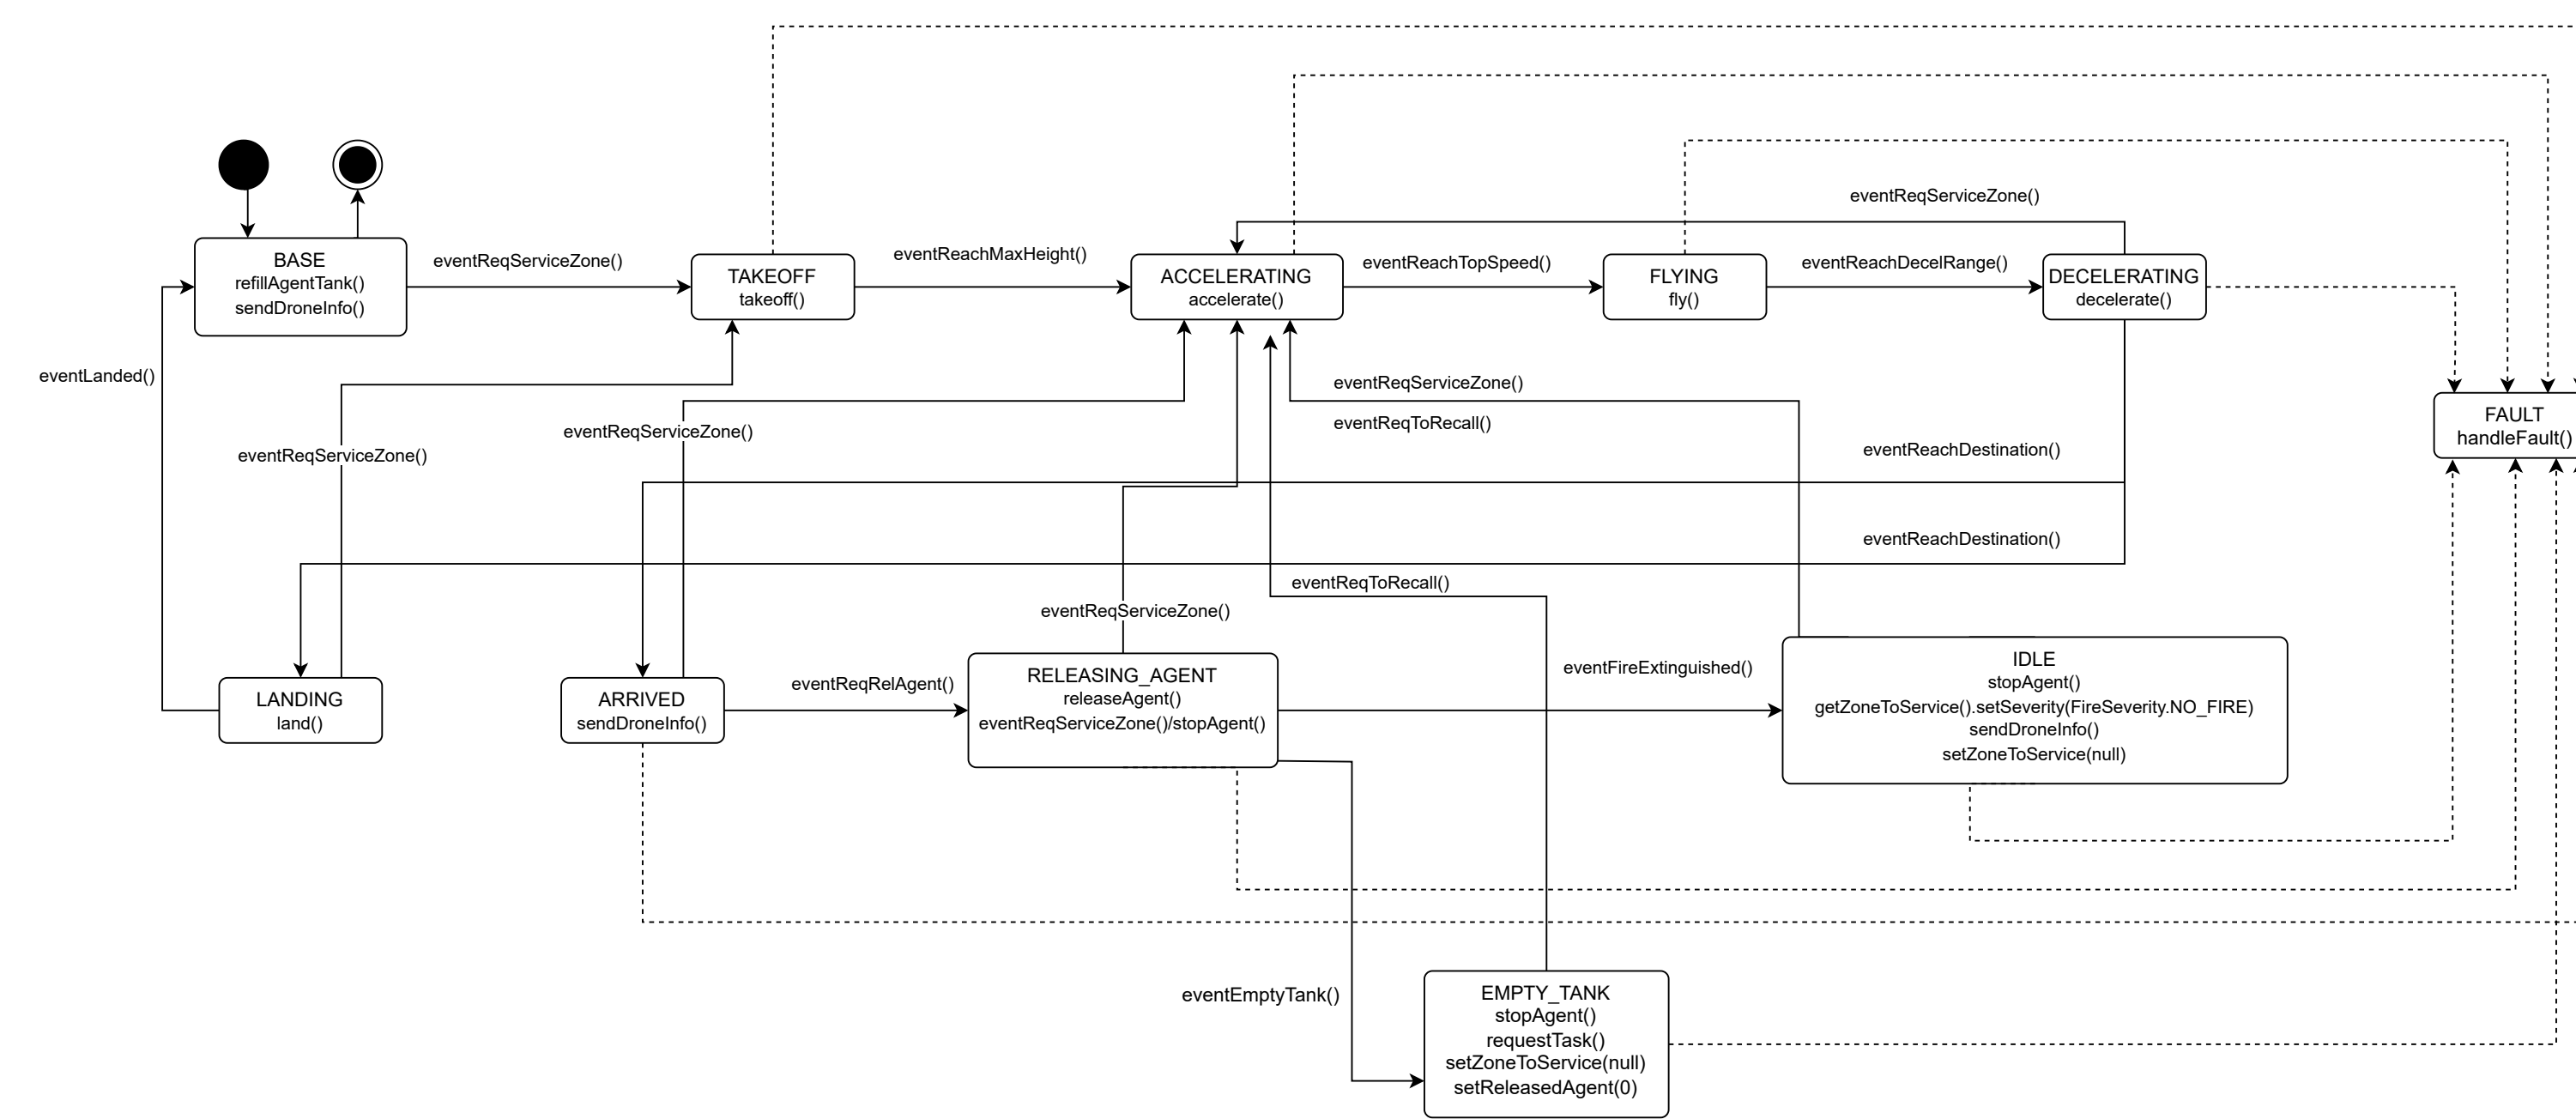 eventReqServiceZone()
BASE
refillAgentTank()
sendDroneInfo()
eventReqServiceZone()
TAKEOFF
takeoff()
eventReachMaxHeight()
ACCELERATING
accelerate()
eventReachTopSpeed()
FLYING
fly()
eventReachDecelRange()
DECELERATING
decelerate()
eventLanded()
eventReqServiceZone()
eventReqServiceZone()
eventReqServiceZone()
eventReqToRecall()
eventReachDestination()
FAULT
handleFault()
eventReachDestination()
eventReqToRecall()
eventReqServiceZone()
LANDING
land()
ARRIVED
sendDroneInfo()
eventReqRelAgent()
RELEASING_AGENT
releaseAgent()
eventReqServiceZone()/stopAgent()
eventFireExtinguished()
IDLE
stopAgent()
getZoneToService().setSeverity(FireSeverity.NO_FIRE)
sendDroneInfo()
setZoneToService(null)
eventEmptyTank()
EMPTY_TANK
stopAgent()
requestTask()
setZoneToService(null)
setReleasedAgent(0)